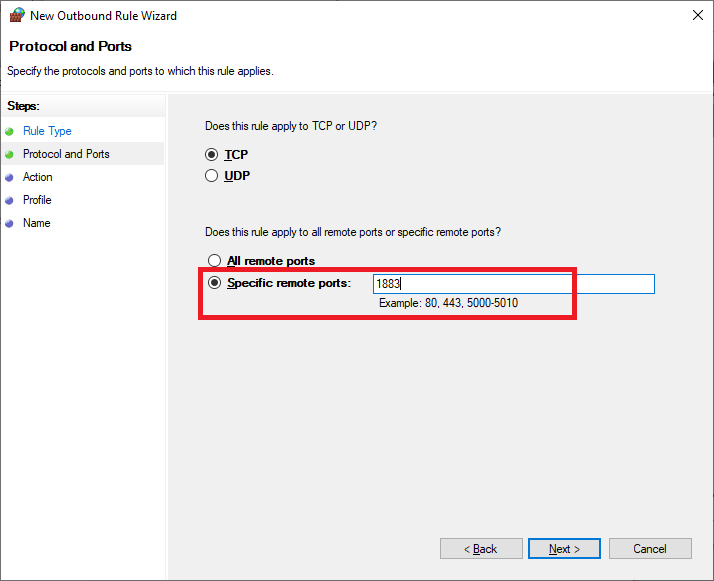 New Outbound Rule Wizard
Protocol and Ports
Specify the protocols and ports to which this rule applies.
Steps:
Rule Type
Protocol and Ports
Action
Profile
Name
Does this rule apply to TCP or UDP?
TCP
UDP
Does this rule apply to all remote ports or specific remote ports?
All remote ports
Specific remote ports: 1883
Example: 80, 443, 5000-5010
< Back Next > Cancel